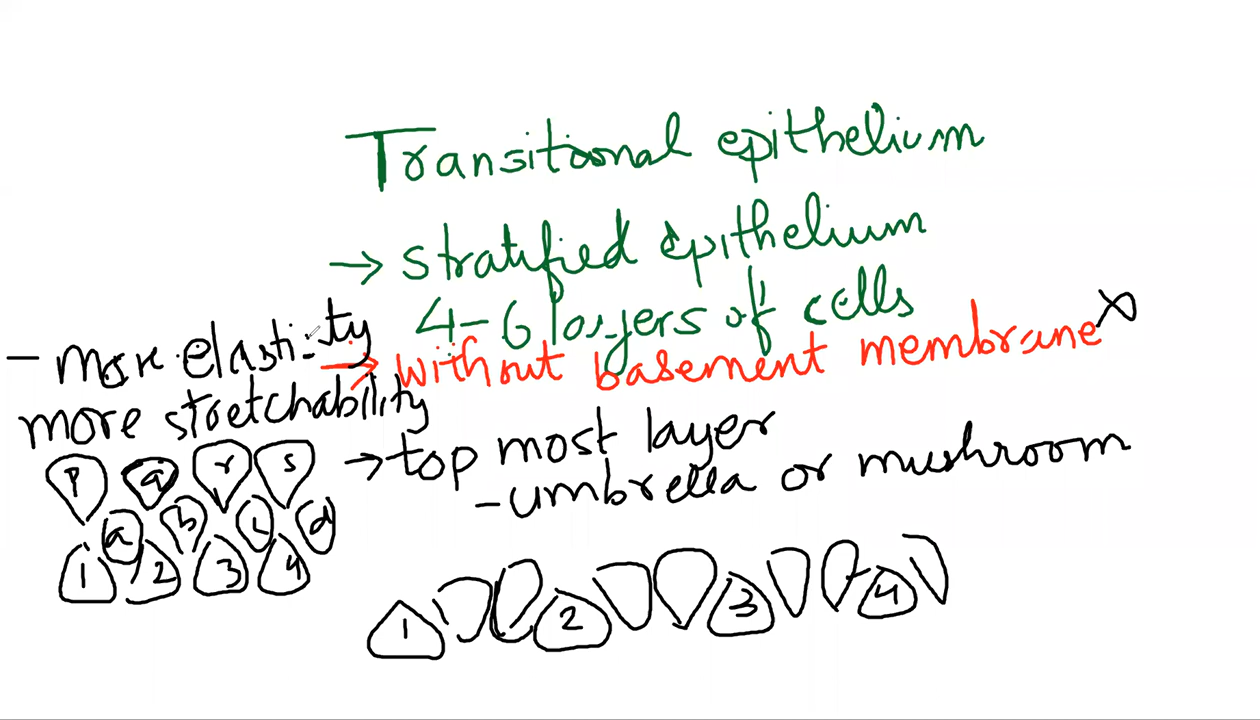 Transitional epithelium
→ stratified epithelium
4-6 layers of cells
→ without basement membrane x
- more elasticity
more stretchability
→ top most layer
- umbrella or mushroom
p q r s
a b c d
1 2 3 4
1 2 3 4